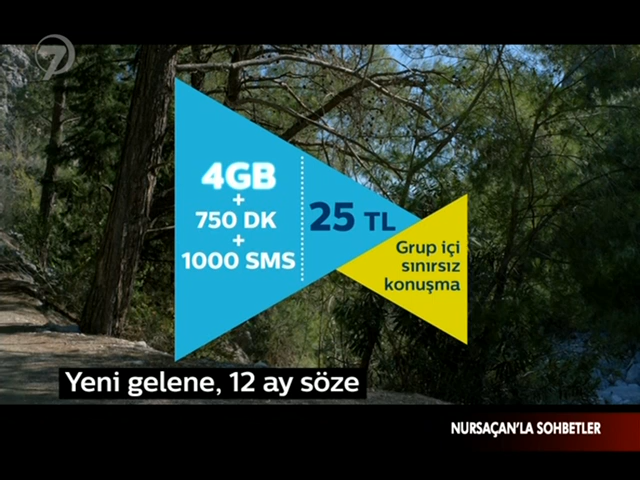 7
4GB
+
750 DK
+
1000 SMS
25 TL
Grup içi
sınırsız
konuşma
Yeni gelene, 12 ay söze
NURSAÇAN'LA SOHBETLER